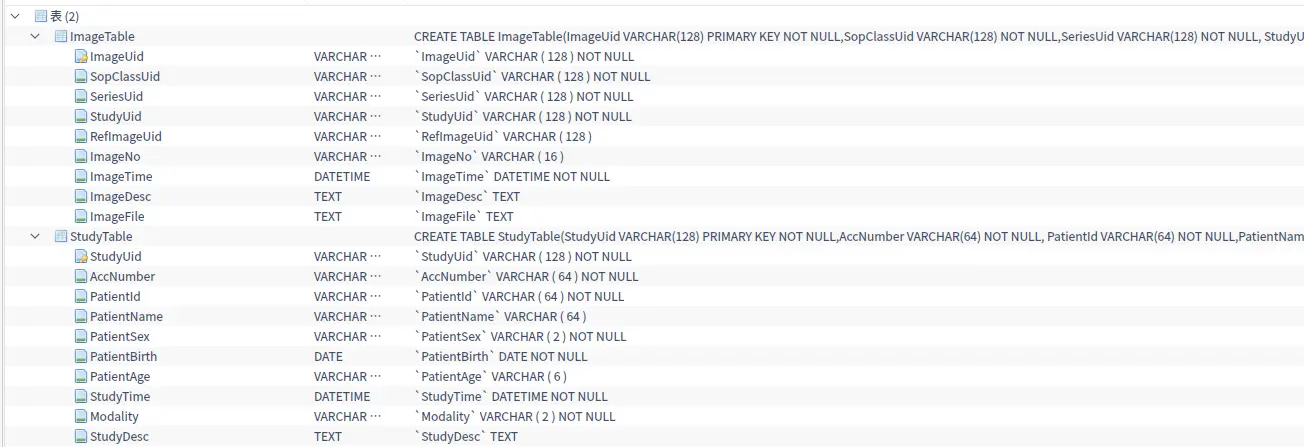 表 (2)
ImageTable CREATE TABLE ImageTable(ImageUid VARCHAR(128) PRIMARY KEY NOT NULL,SopClassUid VARCHAR(128) NOT NULL,SeriesUid VARCHAR(128) NOT NULL, StudyU
ImageUid VARCHAR ··· `ImageUid` VARCHAR ( 128 ) NOT NULL
SopClassUid VARCHAR ··· `SopClassUid` VARCHAR ( 128 ) NOT NULL
SeriesUid VARCHAR ··· `SeriesUid` VARCHAR ( 128 ) NOT NULL
StudyUid VARCHAR ··· `StudyUid` VARCHAR ( 128 ) NOT NULL
RefImageUid VARCHAR ··· `RefImageUid` VARCHAR ( 128 )
ImageNo VARCHAR ··· `ImageNo` VARCHAR ( 16 )
ImageTime DATETIME `ImageTime` DATETIME NOT NULL
ImageDesc TEXT `ImageDesc` TEXT
ImageFile TEXT `ImageFile` TEXT
StudyTable CREATE TABLE StudyTable(StudyUid VARCHAR(128) PRIMARY KEY NOT NULL,AccNumber VARCHAR(64) NOT NULL, PatientId VARCHAR(64) NOT NULL,PatientNam
StudyUid VARCHAR ··· `StudyUid` VARCHAR ( 128 ) NOT NULL
AccNumber VARCHAR ··· `AccNumber` VARCHAR ( 64 ) NOT NULL
PatientId VARCHAR ··· `PatientId` VARCHAR ( 64 ) NOT NULL
PatientName VARCHAR ··· `PatientName` VARCHAR ( 64 )
PatientSex VARCHAR ··· `PatientSex` VARCHAR ( 2 ) NOT NULL
PatientBirth DATE `PatientBirth` DATE NOT NULL
PatientAge VARCHAR ··· `PatientAge` VARCHAR ( 6 )
StudyTime DATETIME `StudyTime` DATETIME NOT NULL
Modality VARCHAR ··· `Modality` VARCHAR ( 2 ) NOT NULL
StudyDesc TEXT `StudyDesc` TEXT